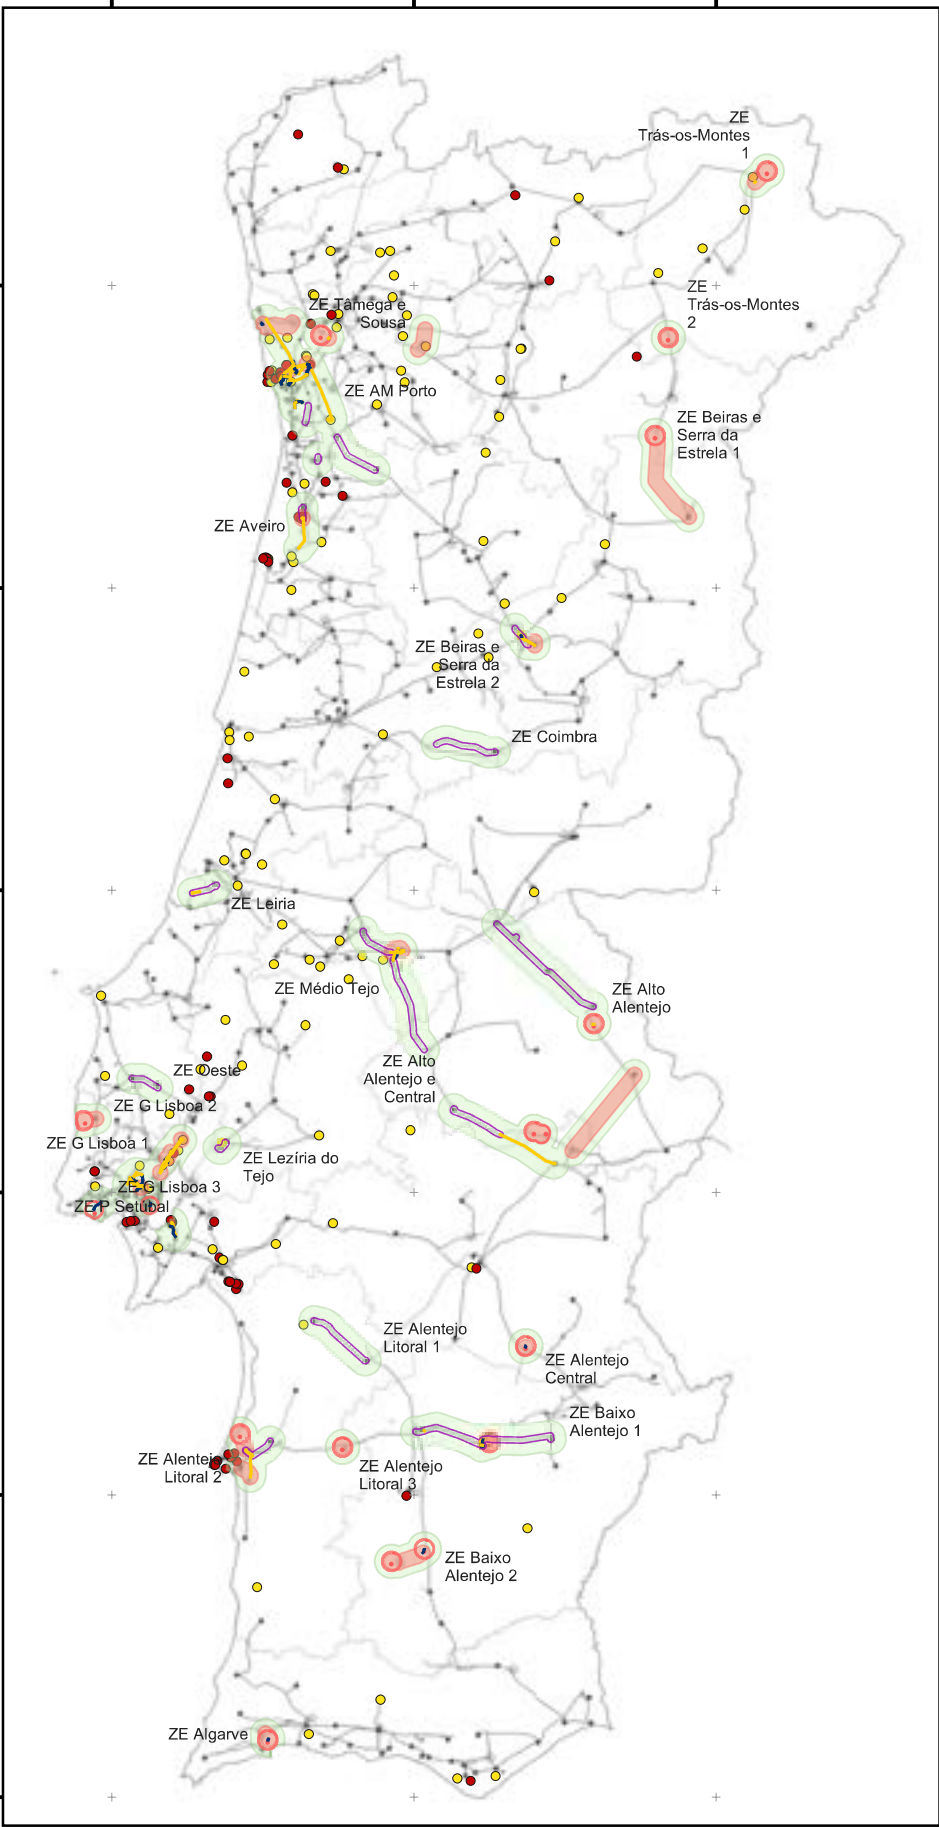 ZE
Trás-os-Montes
1
ZE
Trás-os-Montes
2
ZE Tâmega e
Sousa
ZE AM Porto
ZE Beiras e
Serra da
Estrela 1
ZE Aveiro
ZE Beiras e
Serra da
Estrela 2
ZE Coimbra
ZE Leiria
ZE Médio Tejo
ZE Alto
Alentejo
ZE Oeste
ZE Alto
Alentejo e
Central
ZE G Lisboa 2
ZE G Lisboa 1
ZE Lezíria do
Tejo
ZE G Lisboa 3
ZE P Setúbal
ZE Alentejo
Litoral 1
ZE Alentejo
Central
ZE Baixo
Alentejo 1
ZE Alentejo
Litoral 2
ZE Alentejo
Litoral 3
ZE Baixo
Alentejo 2
ZE Algarve